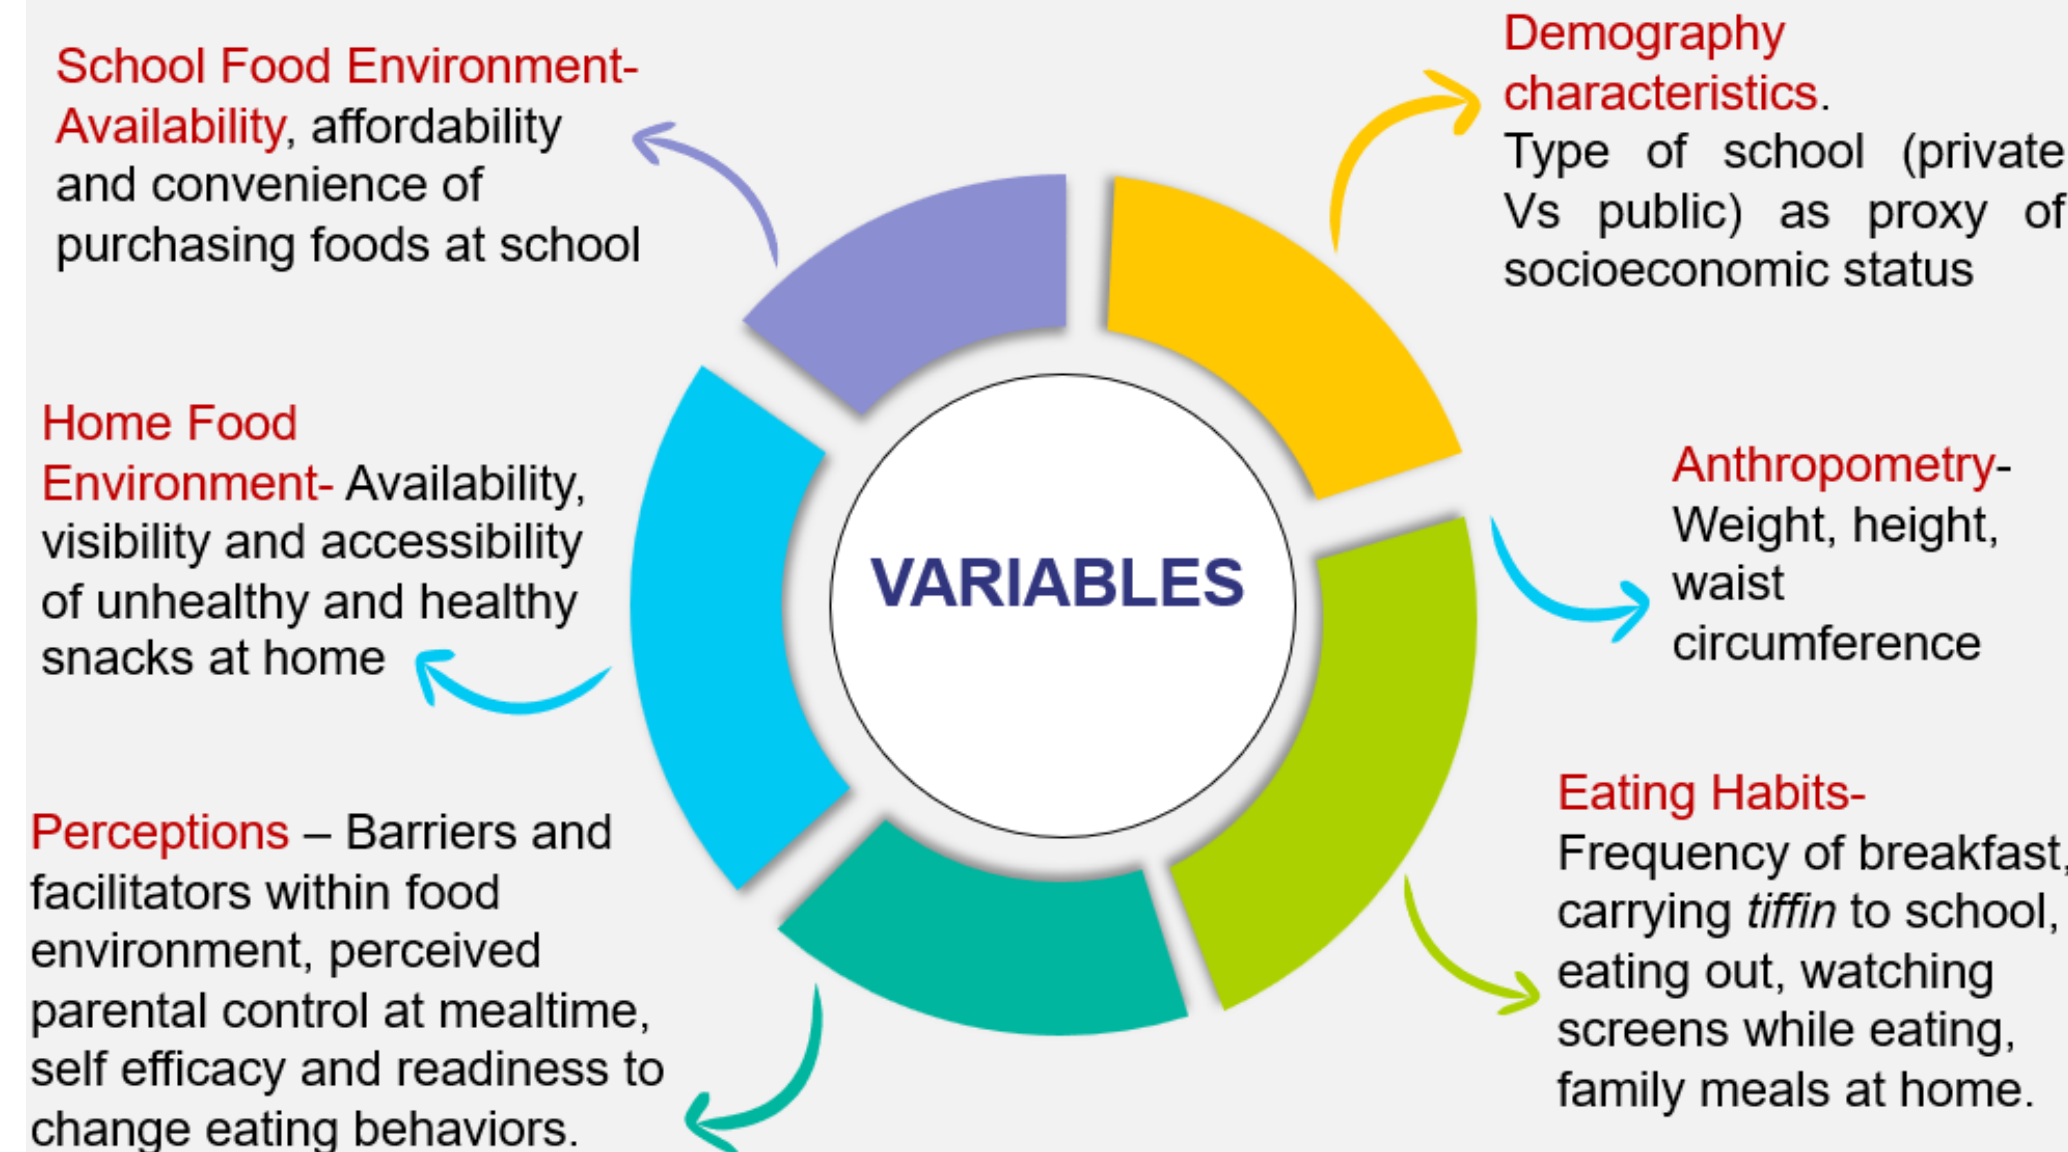 School Food Environment-
Availability, affordability
and convenience of
purchasing foods at school
Demography
characteristics.
Type of school (private
Vs public) as proxy of
socioeconomic status
Home Food
Environment- Availability,
visibility and accessibility
of unhealthy and healthy
snacks at home
VARIABLES
Anthropometry-
Weight, height,
waist
circumference
Perceptions – Barriers and
facilitators within food
environment, perceived
parental control at mealtime,
self efficacy and readiness to
change eating behaviors.
Eating Habits-
Frequency of breakfast,
carrying tiffin to school,
eating out, watching
screens while eating,
family meals at home.